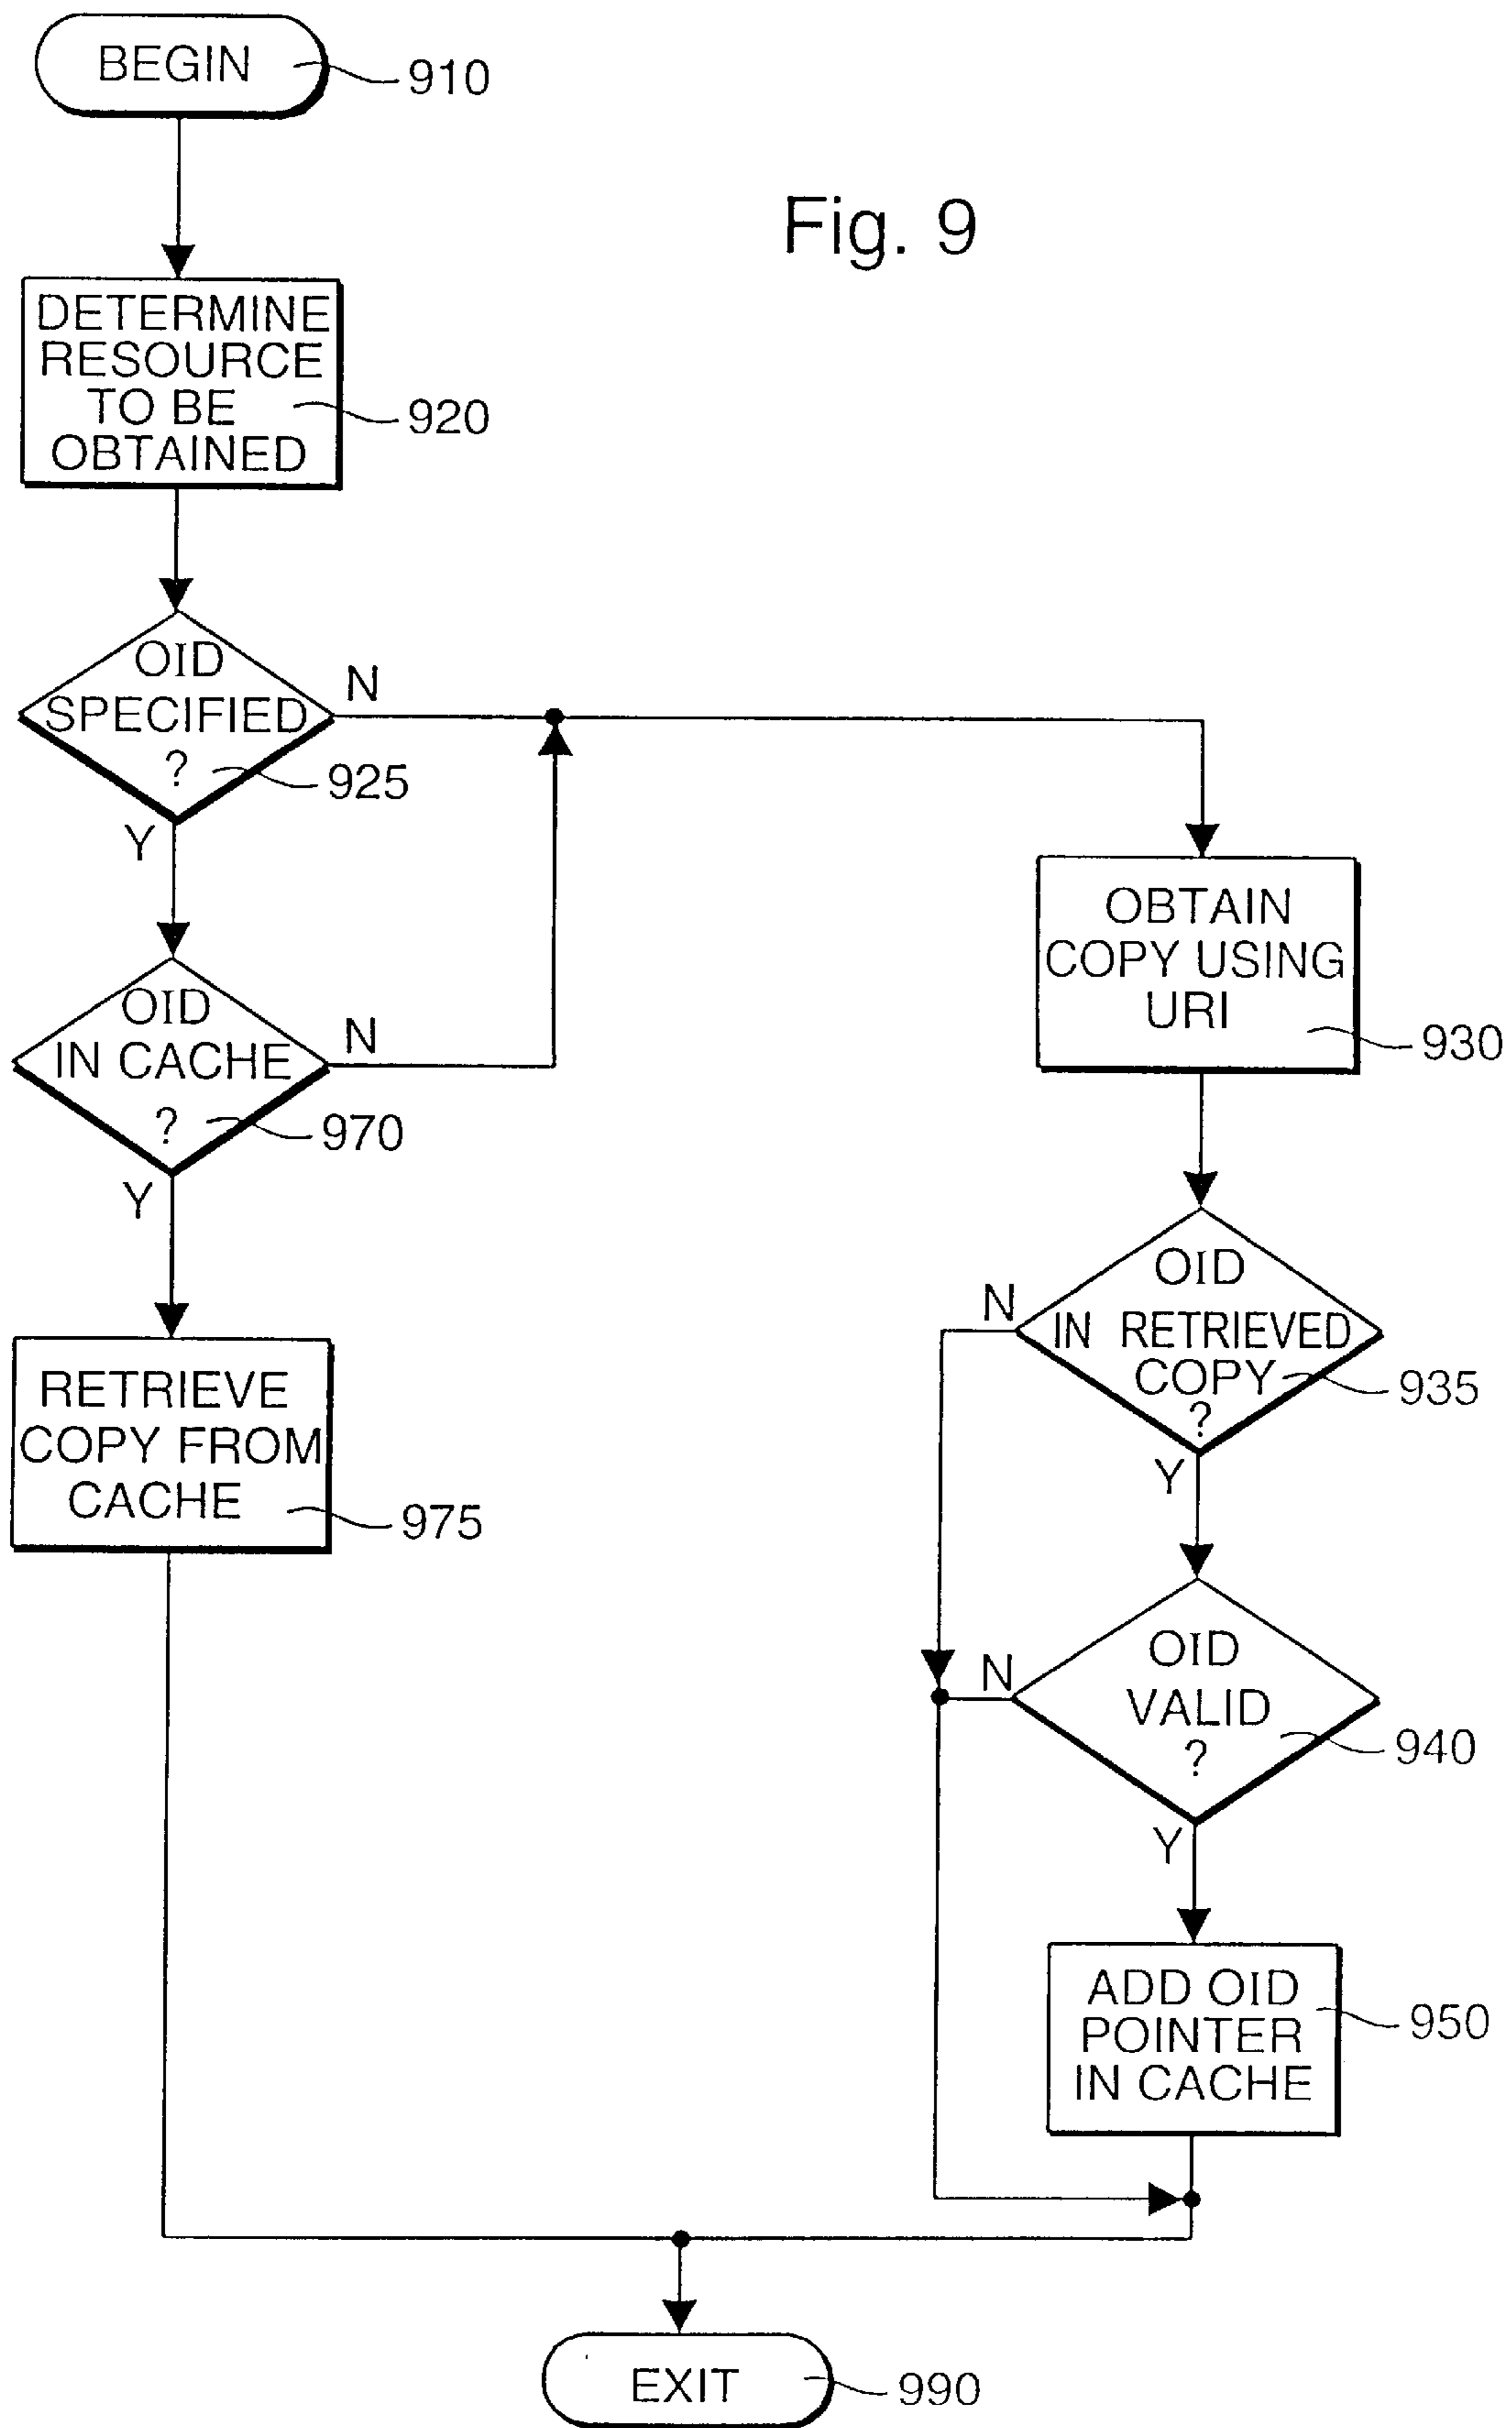 BEGIN
910
Fig. 9
DETERMINE
RESOURCE
TO BE
OBTAINED
920
OID
SPECIFIED
?
925
N
Y
OID
IN CACHE
?
970
N
Y
RETRIEVE
COPY FROM
CACHE
975
OBTAIN
COPY USING
URI
930
OID
IN RETRIEVED
COPY
?
935
N
Y
OID
VALID
?
940
N
Y
ADD OID
POINTER
IN CACHE
950
EXIT
990